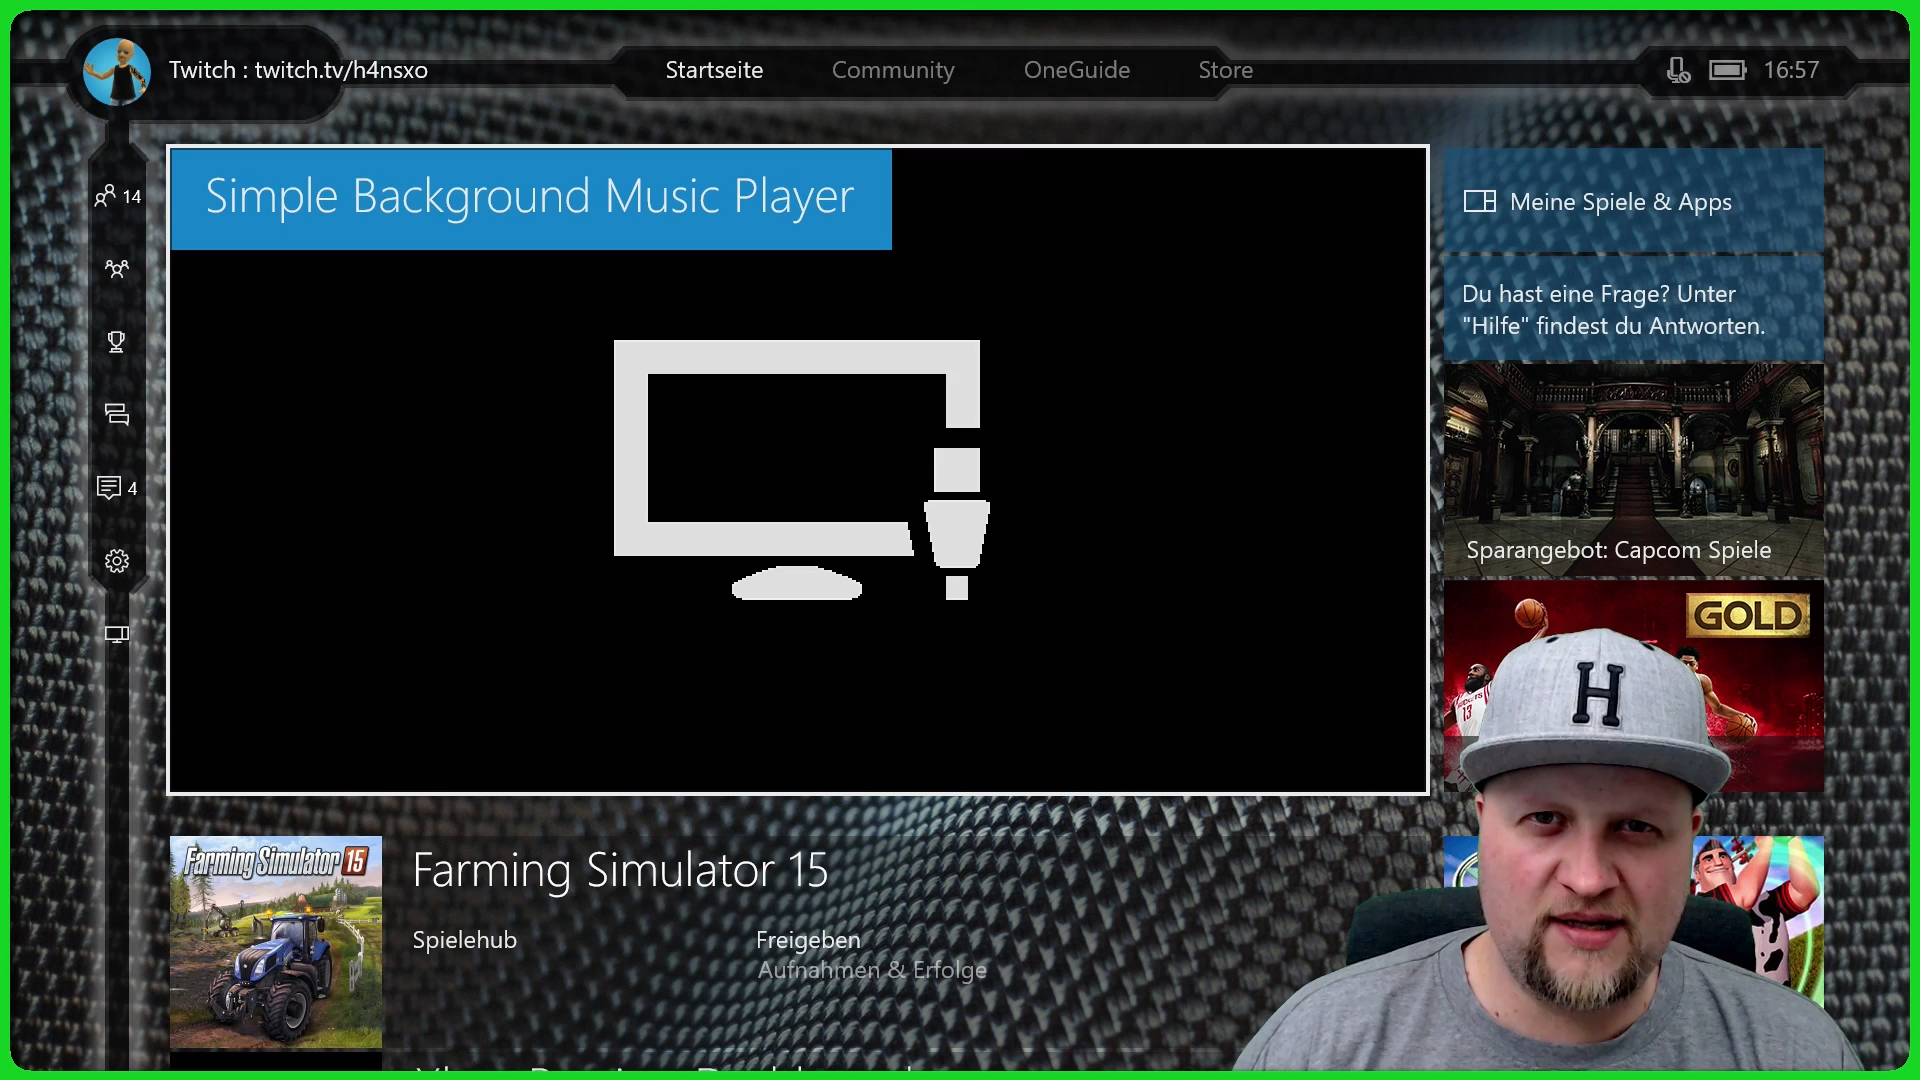 Twitch : twitch.tv/h4nsxo
Startseite
Community
OneGuide
Store
16:57
14
4
Simple Background Music Player
Meine Spiele & Apps
Du hast eine Frage? Unter
"Hilfe" findest du Antworten.
Sparangebot: Capcom Spiele
GOLD
13
H
Farming Simulator 15
Farming Simulator 15
Spielehub
Freigeben
Aufnahmen & Erfolge